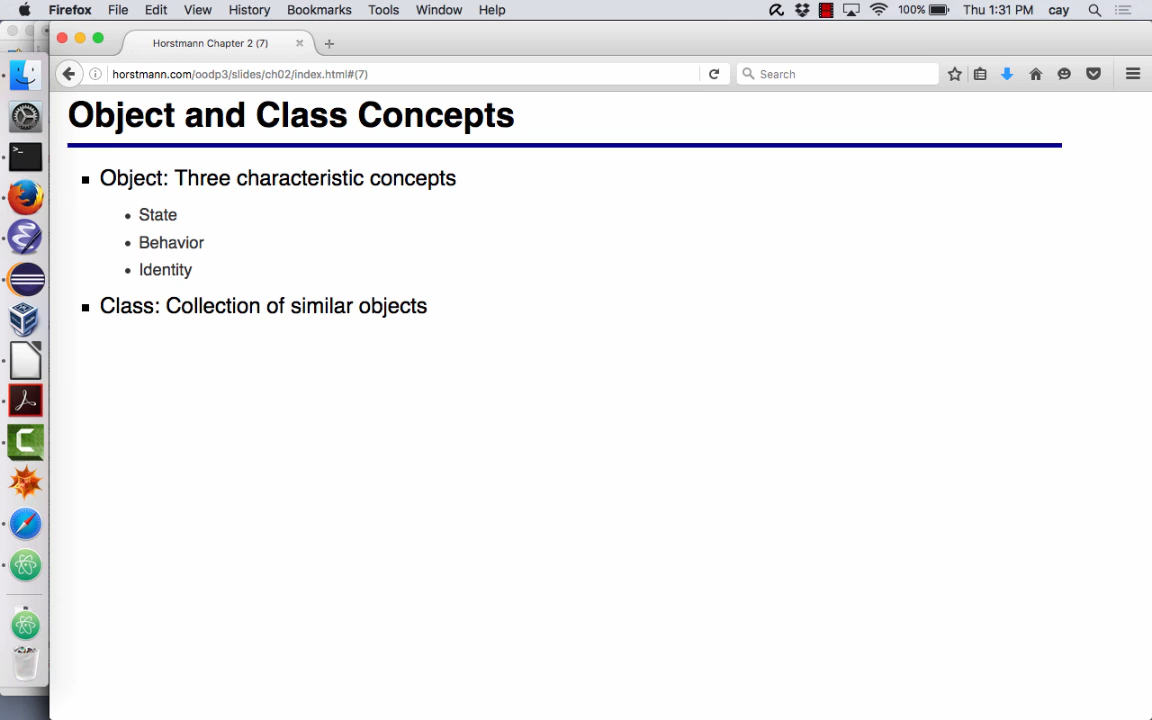 Firefox File Edit View History Bookmarks Tools Window Help 100% Thu 1:31 PM cay
Horstmann Chapter 2 (7)
horstmann.com/oodp3/slides/ch02/index.html#(7) Search
Object and Class Concepts
Object: Three characteristic concepts
State
Behavior
Identity
Class: Collection of similar objects